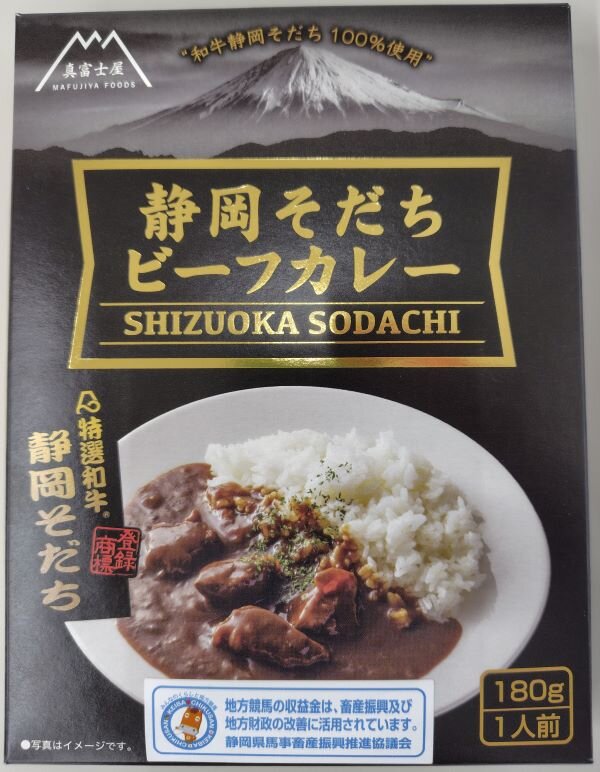 真富士屋
MAFUJIYA FOODS
"和牛静岡そだち100%使用"
静岡そだち
ビーフカレー
SHIZUOKA SODACHI
特選和牛®
静岡そだち
登録
商標
地方競馬の収益金は、畜産振興及び
地方財政の改善に活用されています。
静岡県馬事畜産振興推進協議会
180g
1人前
●写真はイメージです。